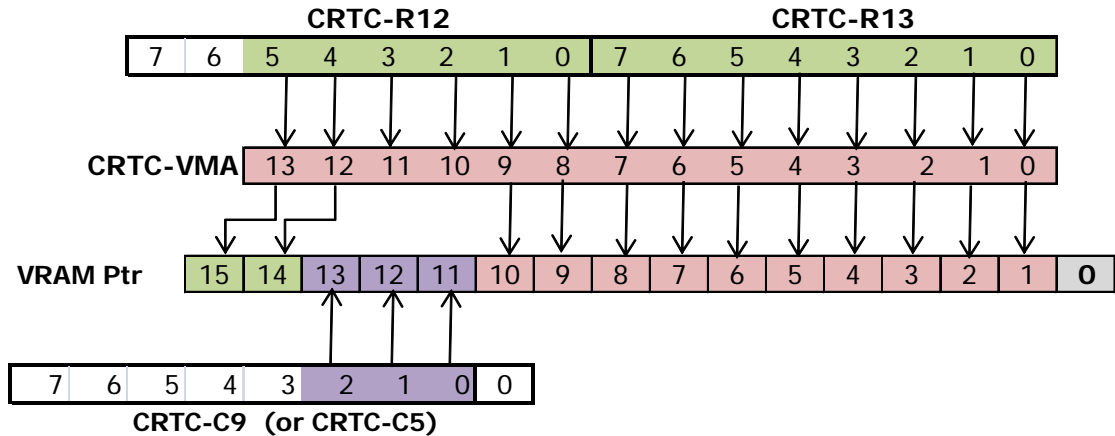 CRTC-R12 CRTC-R13
7 6 5 4 3 2 1 0 7 6 5 4 3 2 1 0
CRTC-VMA 13 12 11 10 9 8 7 6 5 4 3 2 1 0
VRAM Ptr 15 14 13 12 11 10 9 8 7 6 5 4 3 2 1 0
7 6 5 4 3 2 1 0 0
CRTC-C9 (or CRTC-C5)